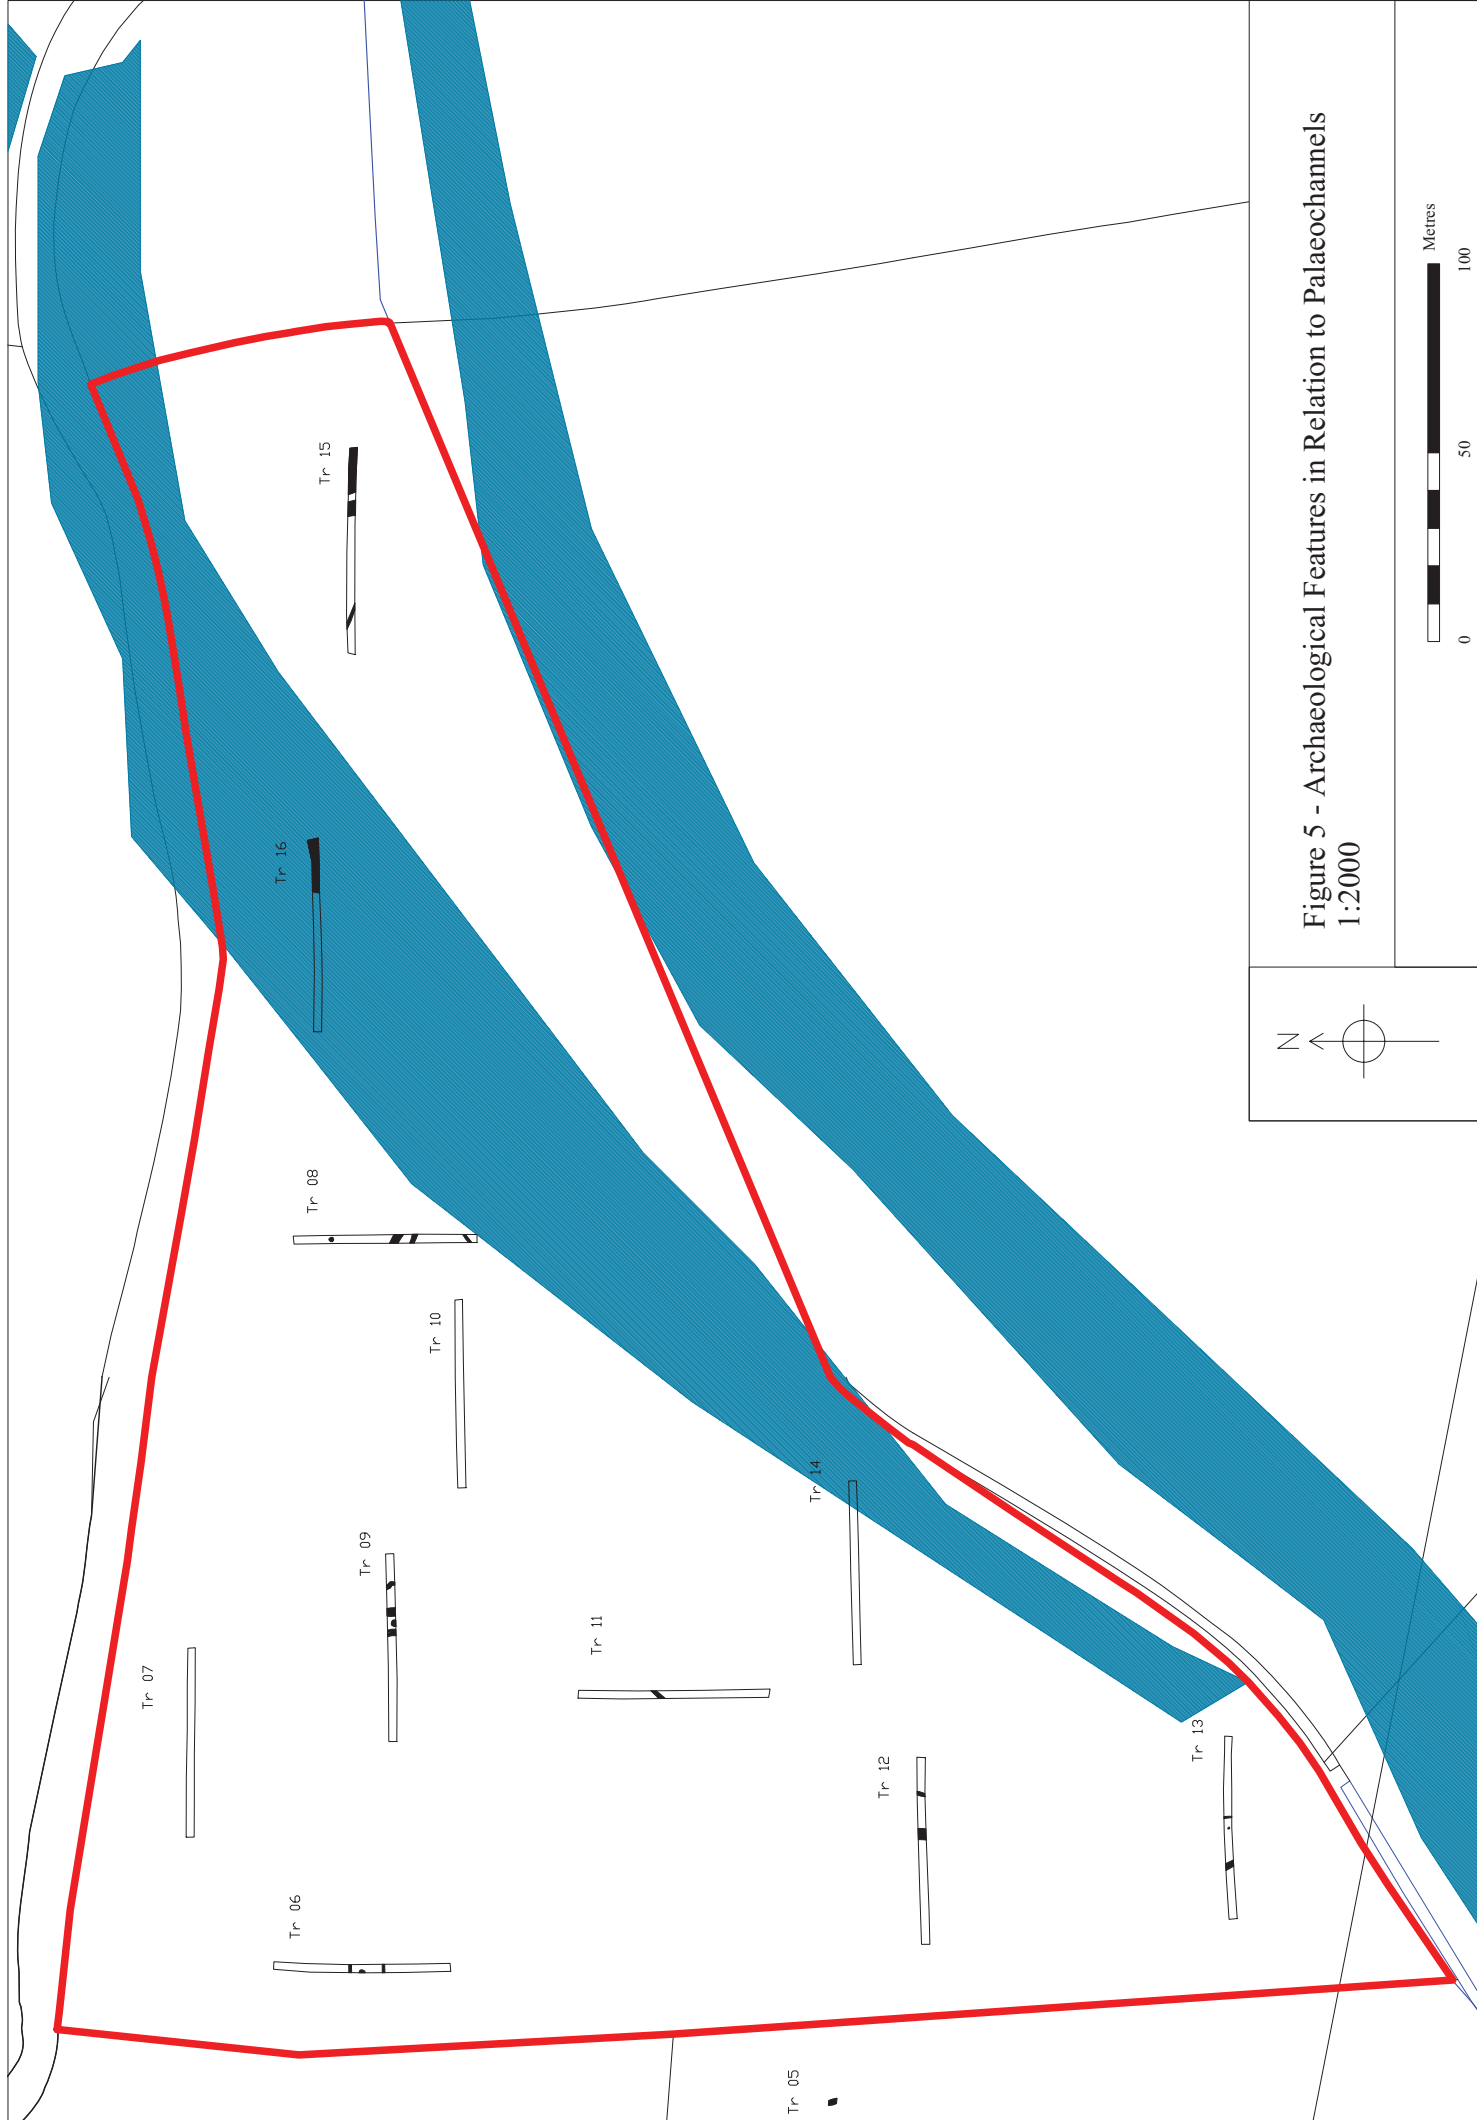 Tr 15
Tr 16
Tr 08
Tr 10
Tr 09
Tr 14
Tr 11
Tr 07
Tr 12
Tr 13
Tr 06
Tr 05
N
Figure 5 - Archaeological Features in Relation to Palaeochannels
1:2000
Metres
0 50 100